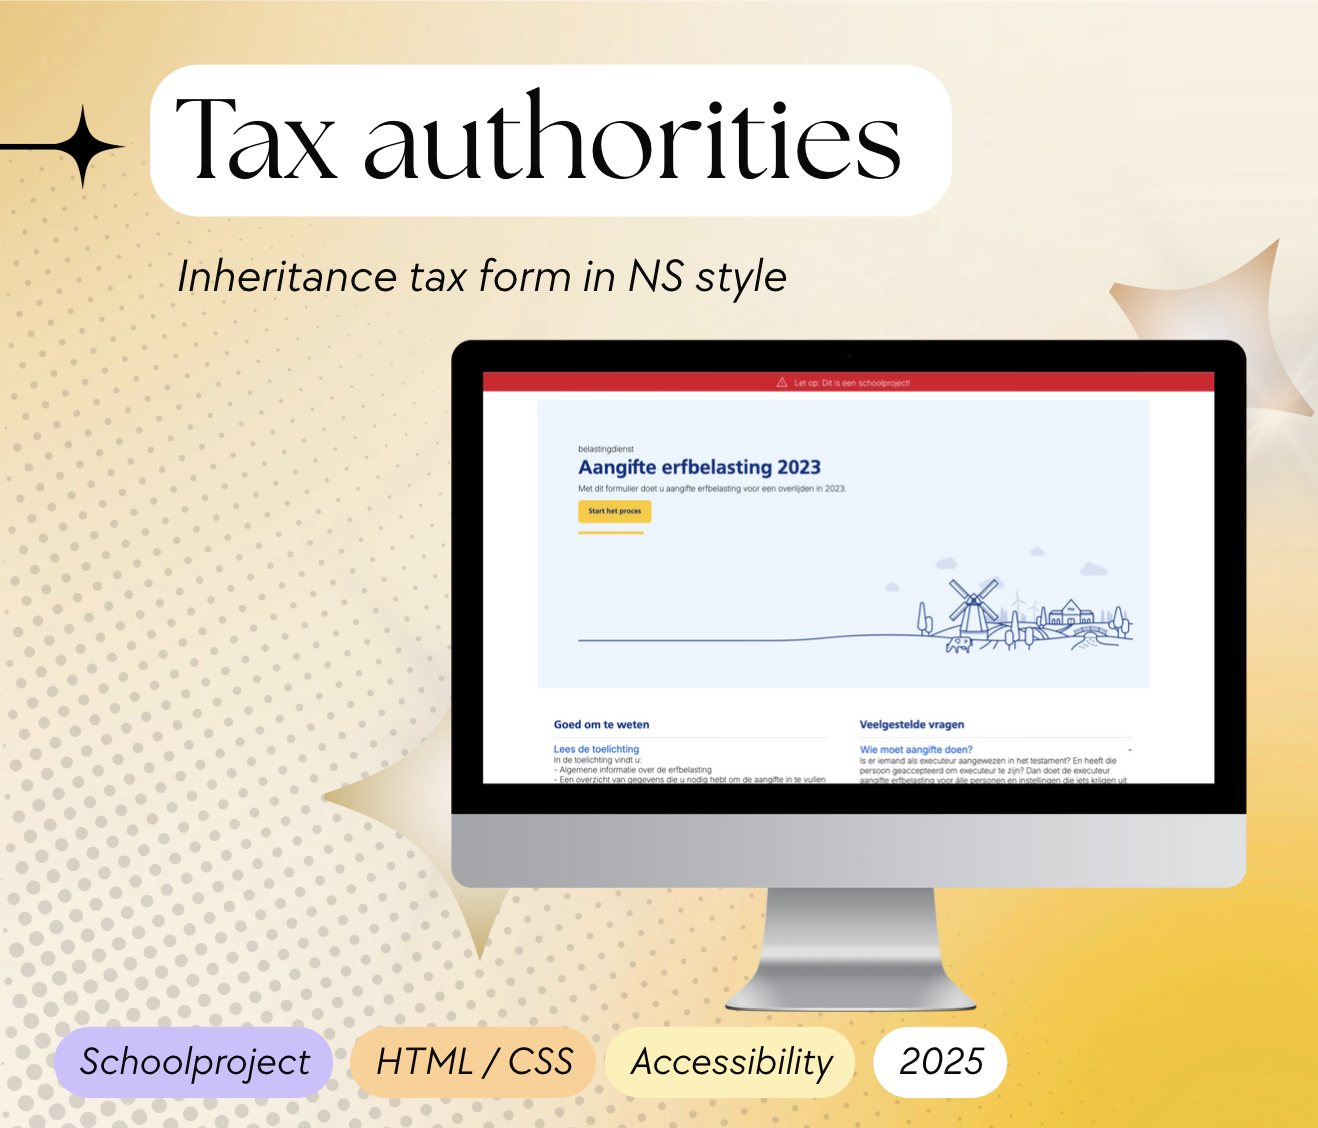 Tax authorities
Inheritance tax form in NS style
Let op: Dit is een schoolproject!
belastingdienst
Aangifte erfbelasting 2023
Met dit formulier doet u aangifte erfbelasting voor een overlijden in 2023.
Start het proces
Goed om te weten
Lees de toelichting
In de toelichting vindt u:
- Algemene informatie over de erfbelasting
- Een overzicht van gegevens die u nodig hebt om de aangifte in te vullen
Veelgestelde vragen
Wie moet aangifte doen? -
Is er iemand als executeur aangewezen in het testament? En heeft die
persoon geaccepteerd om executeur te zijn? Dan doet de executeur
aangifte erfbelasting voor álle personen en instellingen die iets krijgen uit
Schoolproject
HTML / CSS
Accessibility
2025